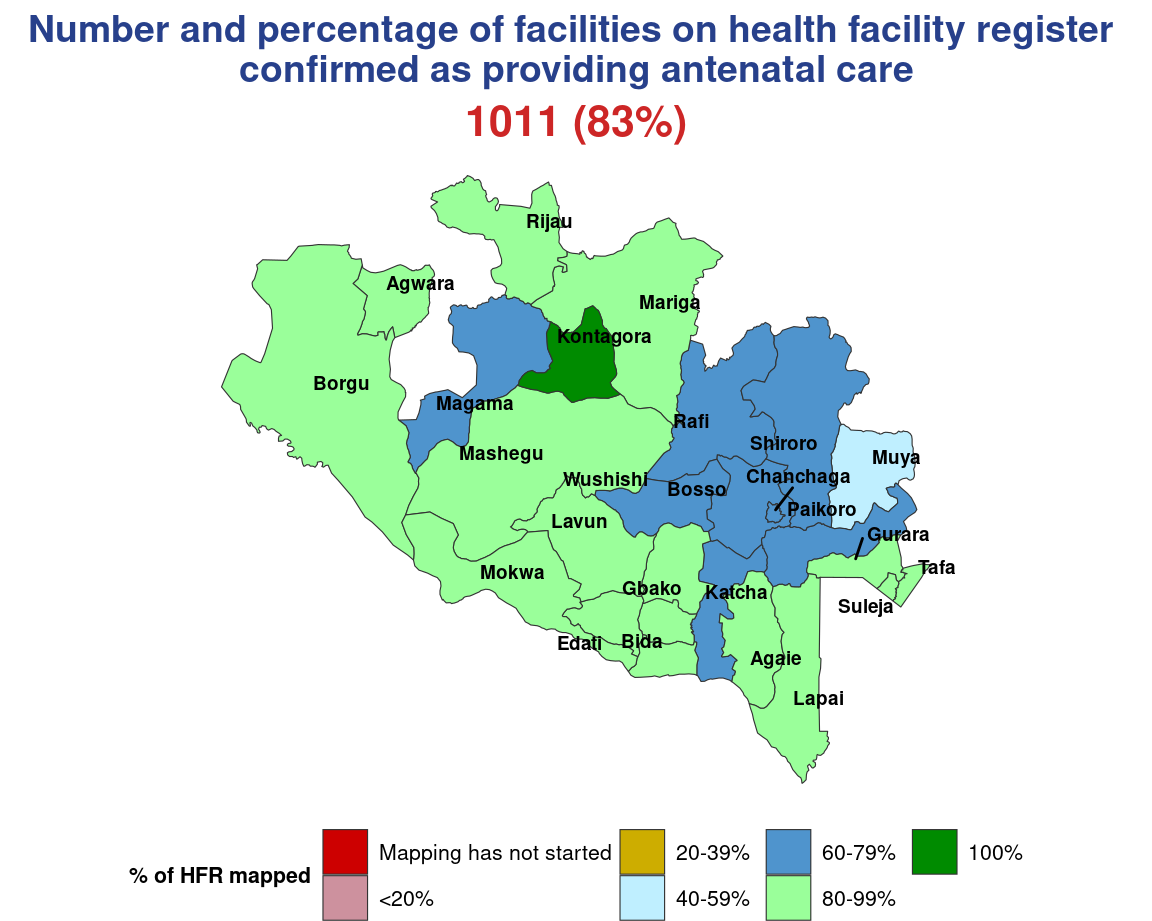 Number and percentage of facilities on health facility register
confirmed as providing antenatal care
1011 (83%)
Rijau
Agwara
Mariga
Kontagora
Borgu
Magama
Rafi
Shiroro
Mashegu
Muya
Wushishi
Chanchaga
Bosso
Paikoro
Lavun
Gurara
Tafa
Mokwa
Gbako
Katcha
Suleja
Edati
Bida
Agaie
Lapai
% of HFR mapped
Mapping has not started
20-39%
60-79%
100%
<20%
40-59%
80-99%